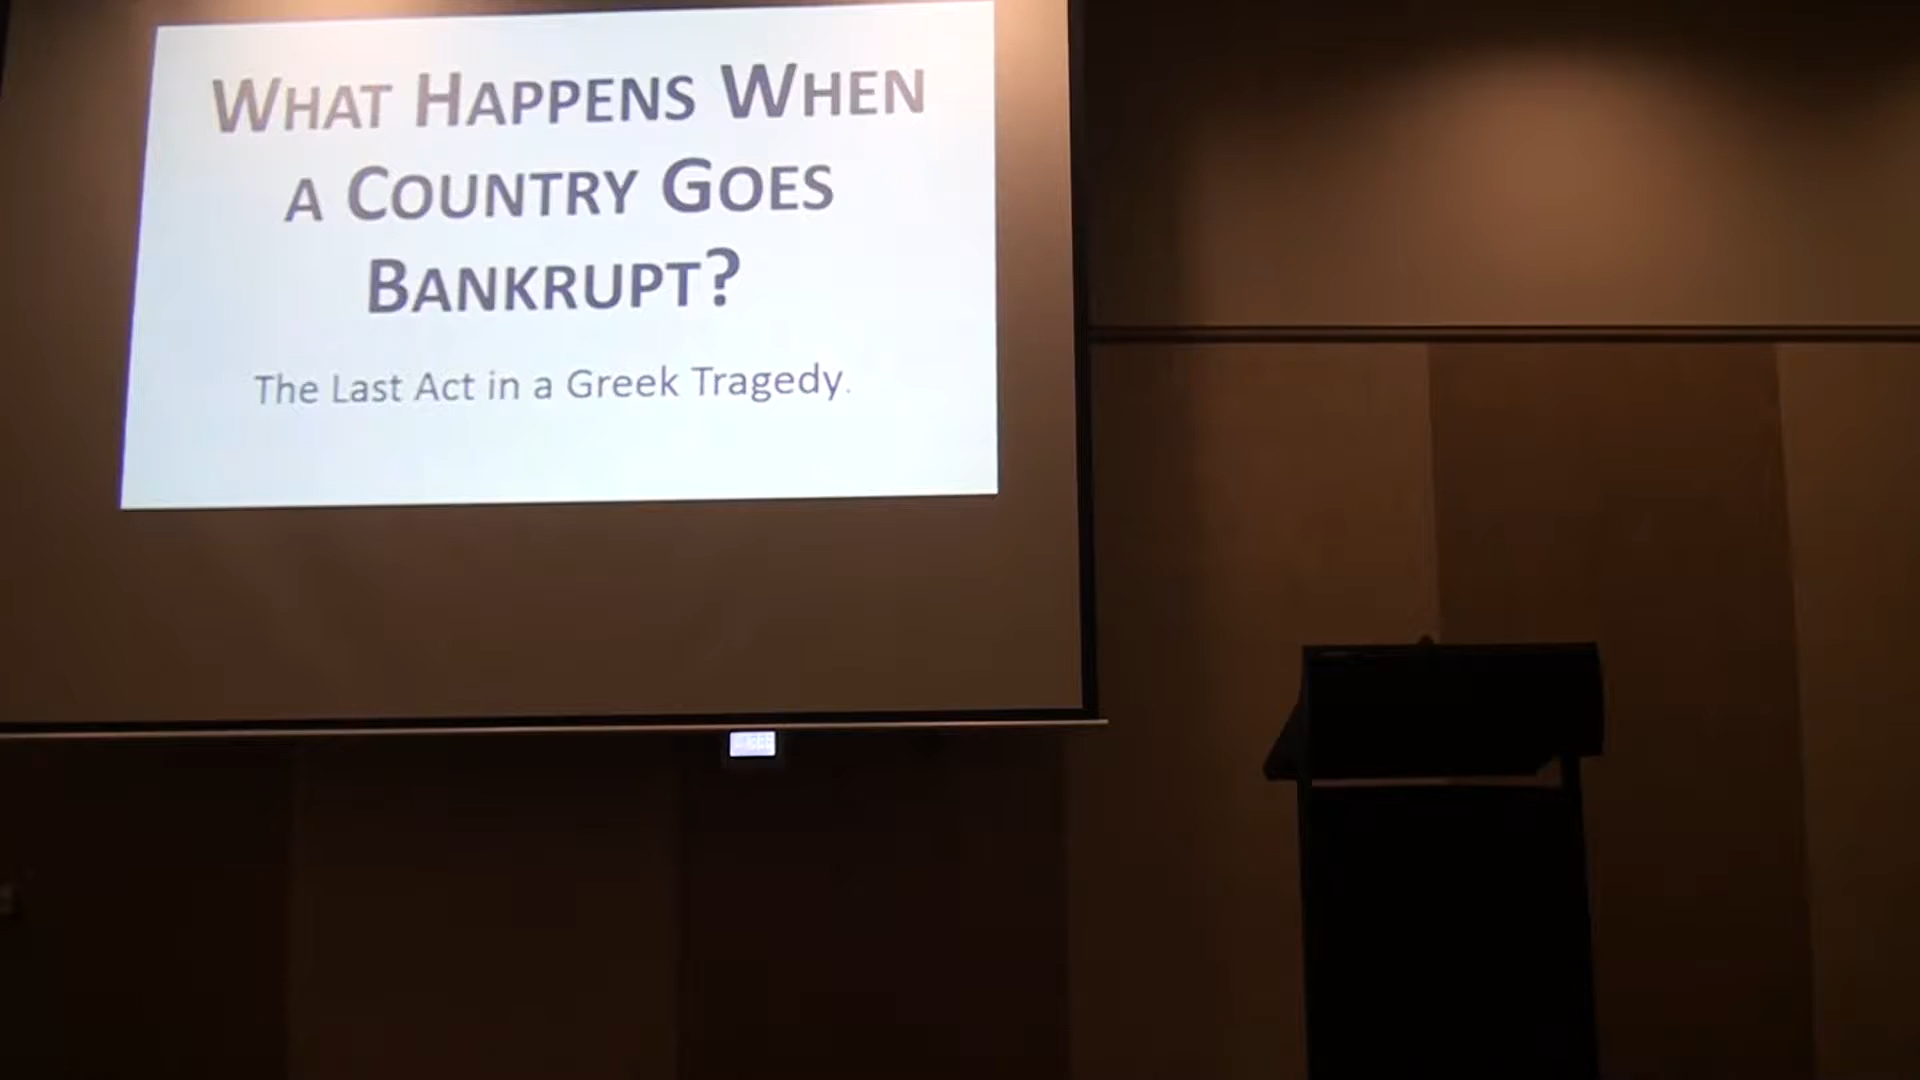 WHAT HAPPENS WHEN
A COUNTRY GOES
BANKRUPT?
The Last Act in a Greek Tragedy.